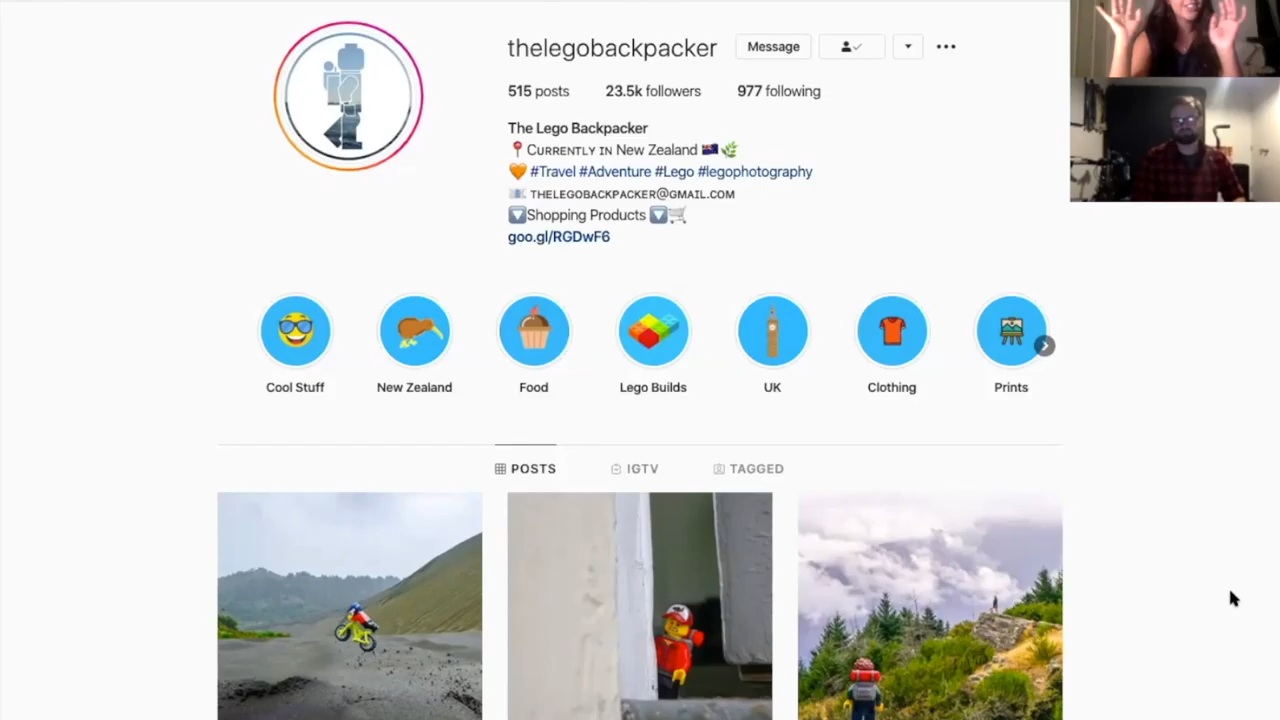 thelegobackpacker Message
515 posts 23.5k followers 977 following
The Lego Backpacker
Currently in New Zealand
#Travel #Adventure #Lego #legophotography
thelegobackpacker@gmail.com
Shopping Products
goo.gl/RGDwF6
Cool Stuff New Zealand Food Lego Builds UK Clothing Prints
POSTS IGTV TAGGED